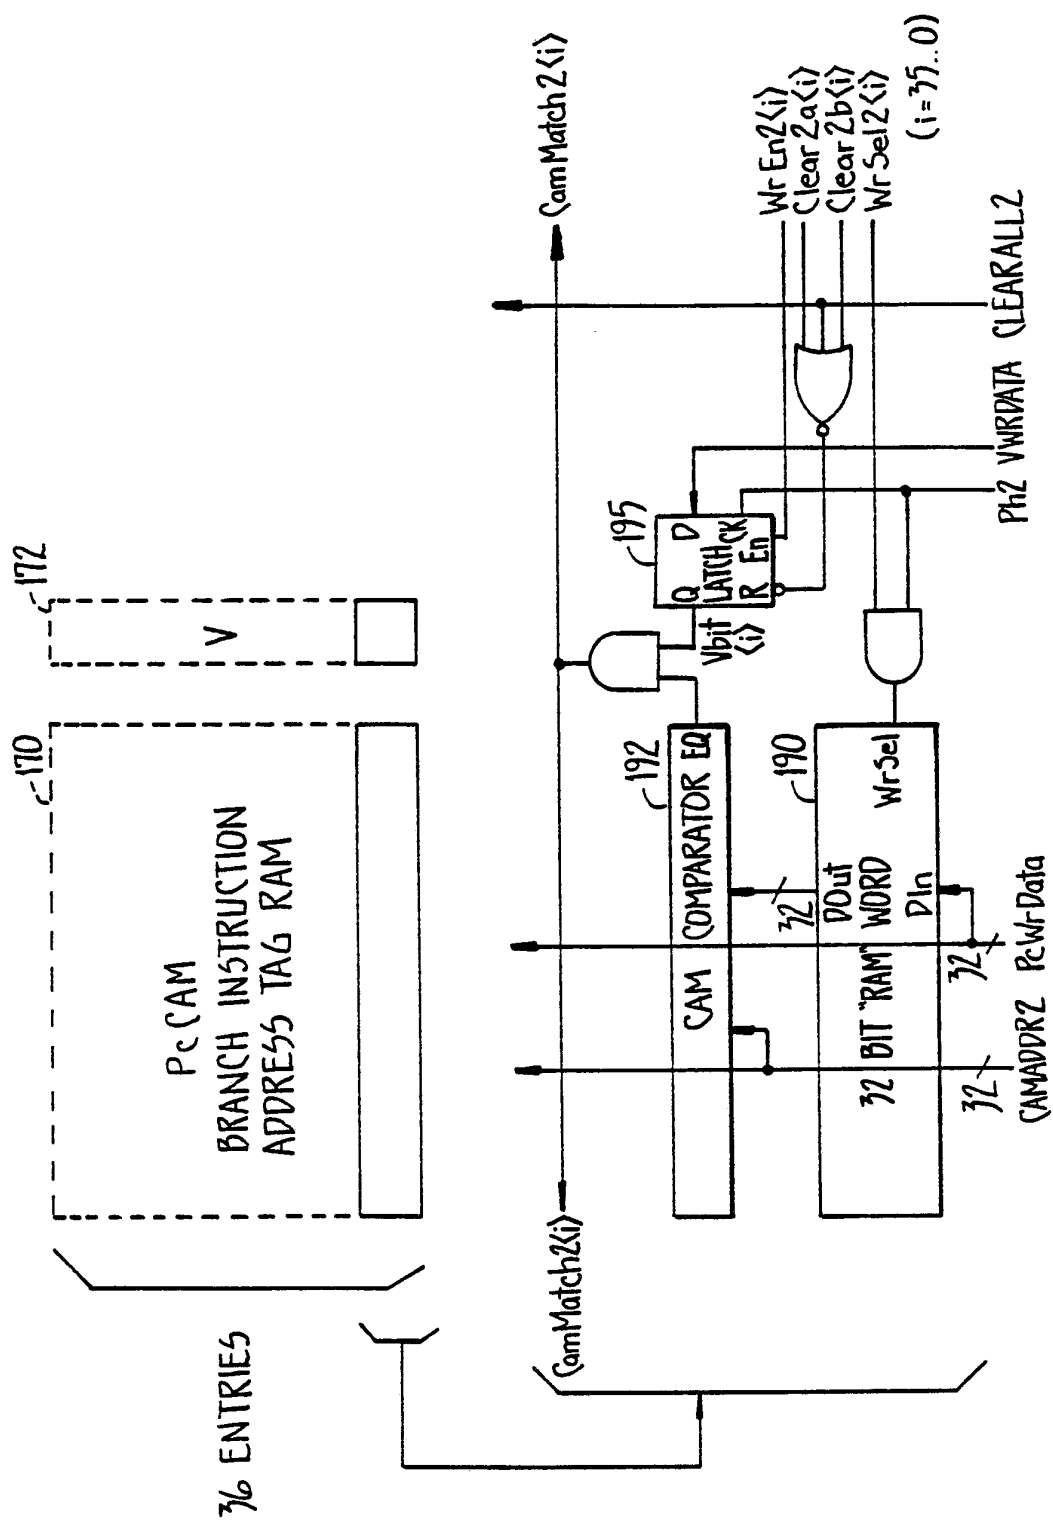 36 ENTRIES
170
172
PcCAM
BRANCH INSTRUCTION
ADDRESS TAG RAM
V
CamMatch2<i>
CamMatch2<i>
192
CAM COMPARATOR EQ
195
Q D
LATCH CK
R En
Vbit
<i>
32
190
DOut
32 BIT "RAM" WORD
DIn
WrSel
WrEn2<i>
Clear2a<i>
Clear2b<i>
WrSel2<i>
(i=35..0)
32
32
CAMADDR2
PcWrData
Ph2
VWRDATA
CLEARALL2